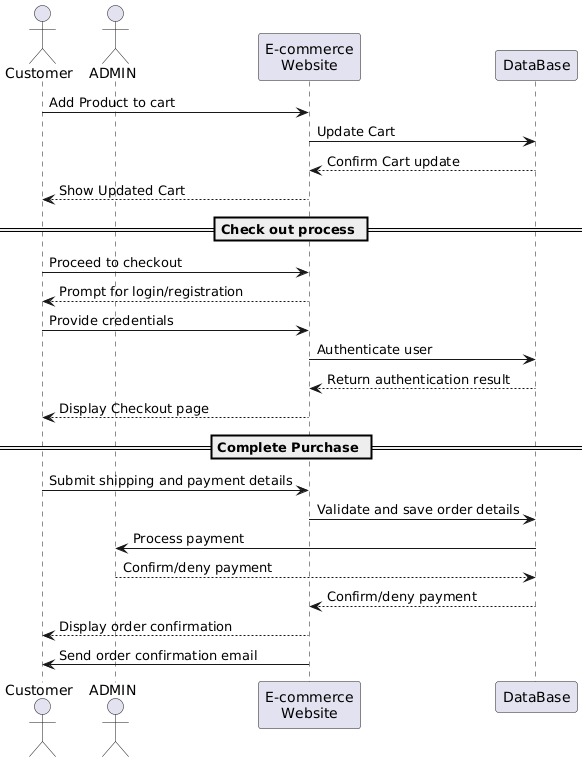 Customer
ADMIN
E-commerce
Website
DataBase
Add Product to cart
Update Cart
Confirm Cart update
Show Updated Cart
Check out process
Proceed to checkout
Prompt for login/registration
Provide credentials
Authenticate user
Return authentication result
Display Checkout page
Complete Purchase
Submit shipping and payment details
Validate and save order details
Process payment
Confirm/deny payment
Confirm/deny payment
Display order confirmation
Send order confirmation email
Customer
ADMIN
E-commerce
Website
DataBase